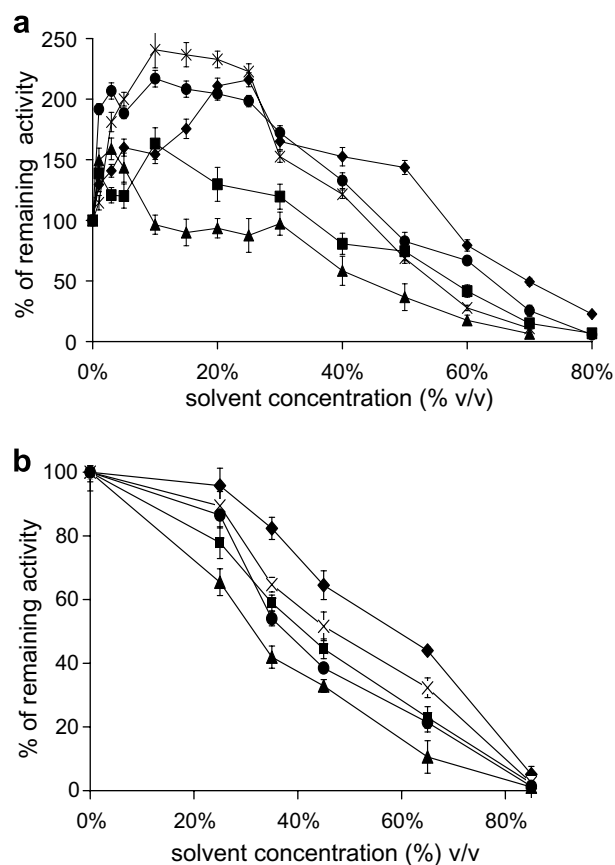 a
250
200
150
100
50
0
% of remaining activity
0% 20% 40% 60% 80%
solvent concentration (% v/v)
b
100
80
60
40
20
0
% of remaining activity
0% 20% 40% 60% 80%
solvent concentration (%) v/v